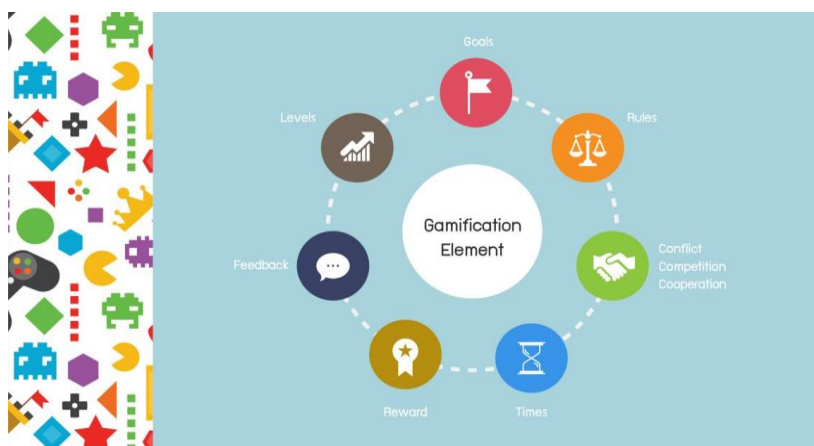 Goals
Rules
Conflict
Competition
Cooperation
Times
Reward
Feedback
Levels
Gamification
Element